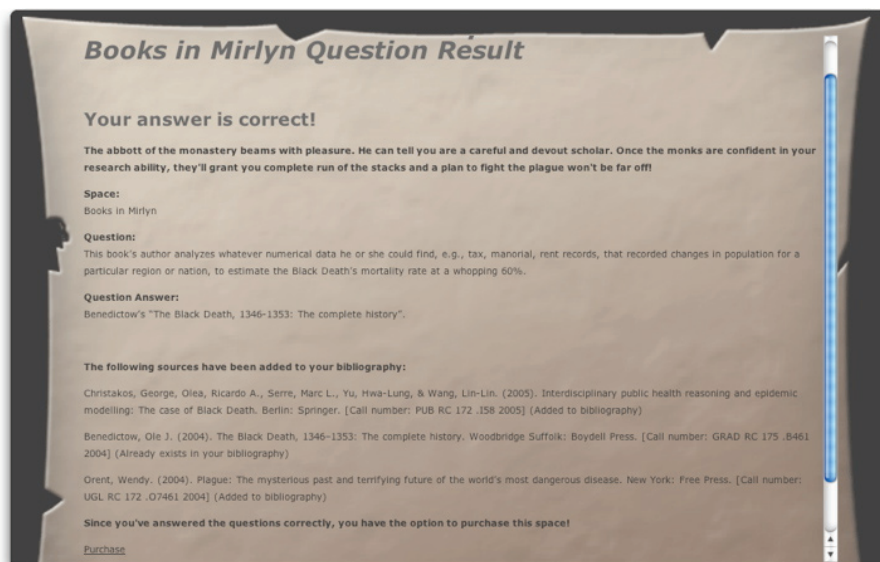 Books in Mirlyn Question Result
Your answer is correct!
The abbott of the monastery beams with pleasure. He can tell you are a careful and devout scholar. Once the monks are confident in your
research ability, they'll grant you complete run of the stacks and a plan to fight the plague won't be far off!
Space:
Books in Mirlyn
Question:
This book's author analyzes whatever numerical data he or she could find, e.g., tax, manorial, rent records, that recorded changes in population for a
particular region or nation, to estimate the Black Death's mortality rate at a whopping 60%.
Question Answer:
Benedictow's "The Black Death, 1346-1353: The complete history".
The following sources have been added to your bibliography:
Christakos, George, Olea, Ricardo A., Serre, Marc L., Yu, Hwa-Lung, & Wang, Lin-Lin. (2005). Interdisciplinary public health reasoning and epidemic
modelling: The case of Black Death. Berlin: Springer. [Call number: PUB RC 172 .I58 2005] (Added to bibliography)
Benedictow, Ole J. (2004). The Black Death, 1346-1353: The complete history. Woodbridge Suffolk: Boydell Press. [Call number: GRAD RC 175 .B461
2004] (Already exists in your bibliography)
Orent, Wendy. (2004). Plague: The mysterious past and terrifying future of the world's most dangerous disease. New York: Free Press. [Call number:
UGL RC 172 .O7461 2004] (Added to bibliography)
Since you've answered the questions correctly, you have the option to purchase this space!
Purchase